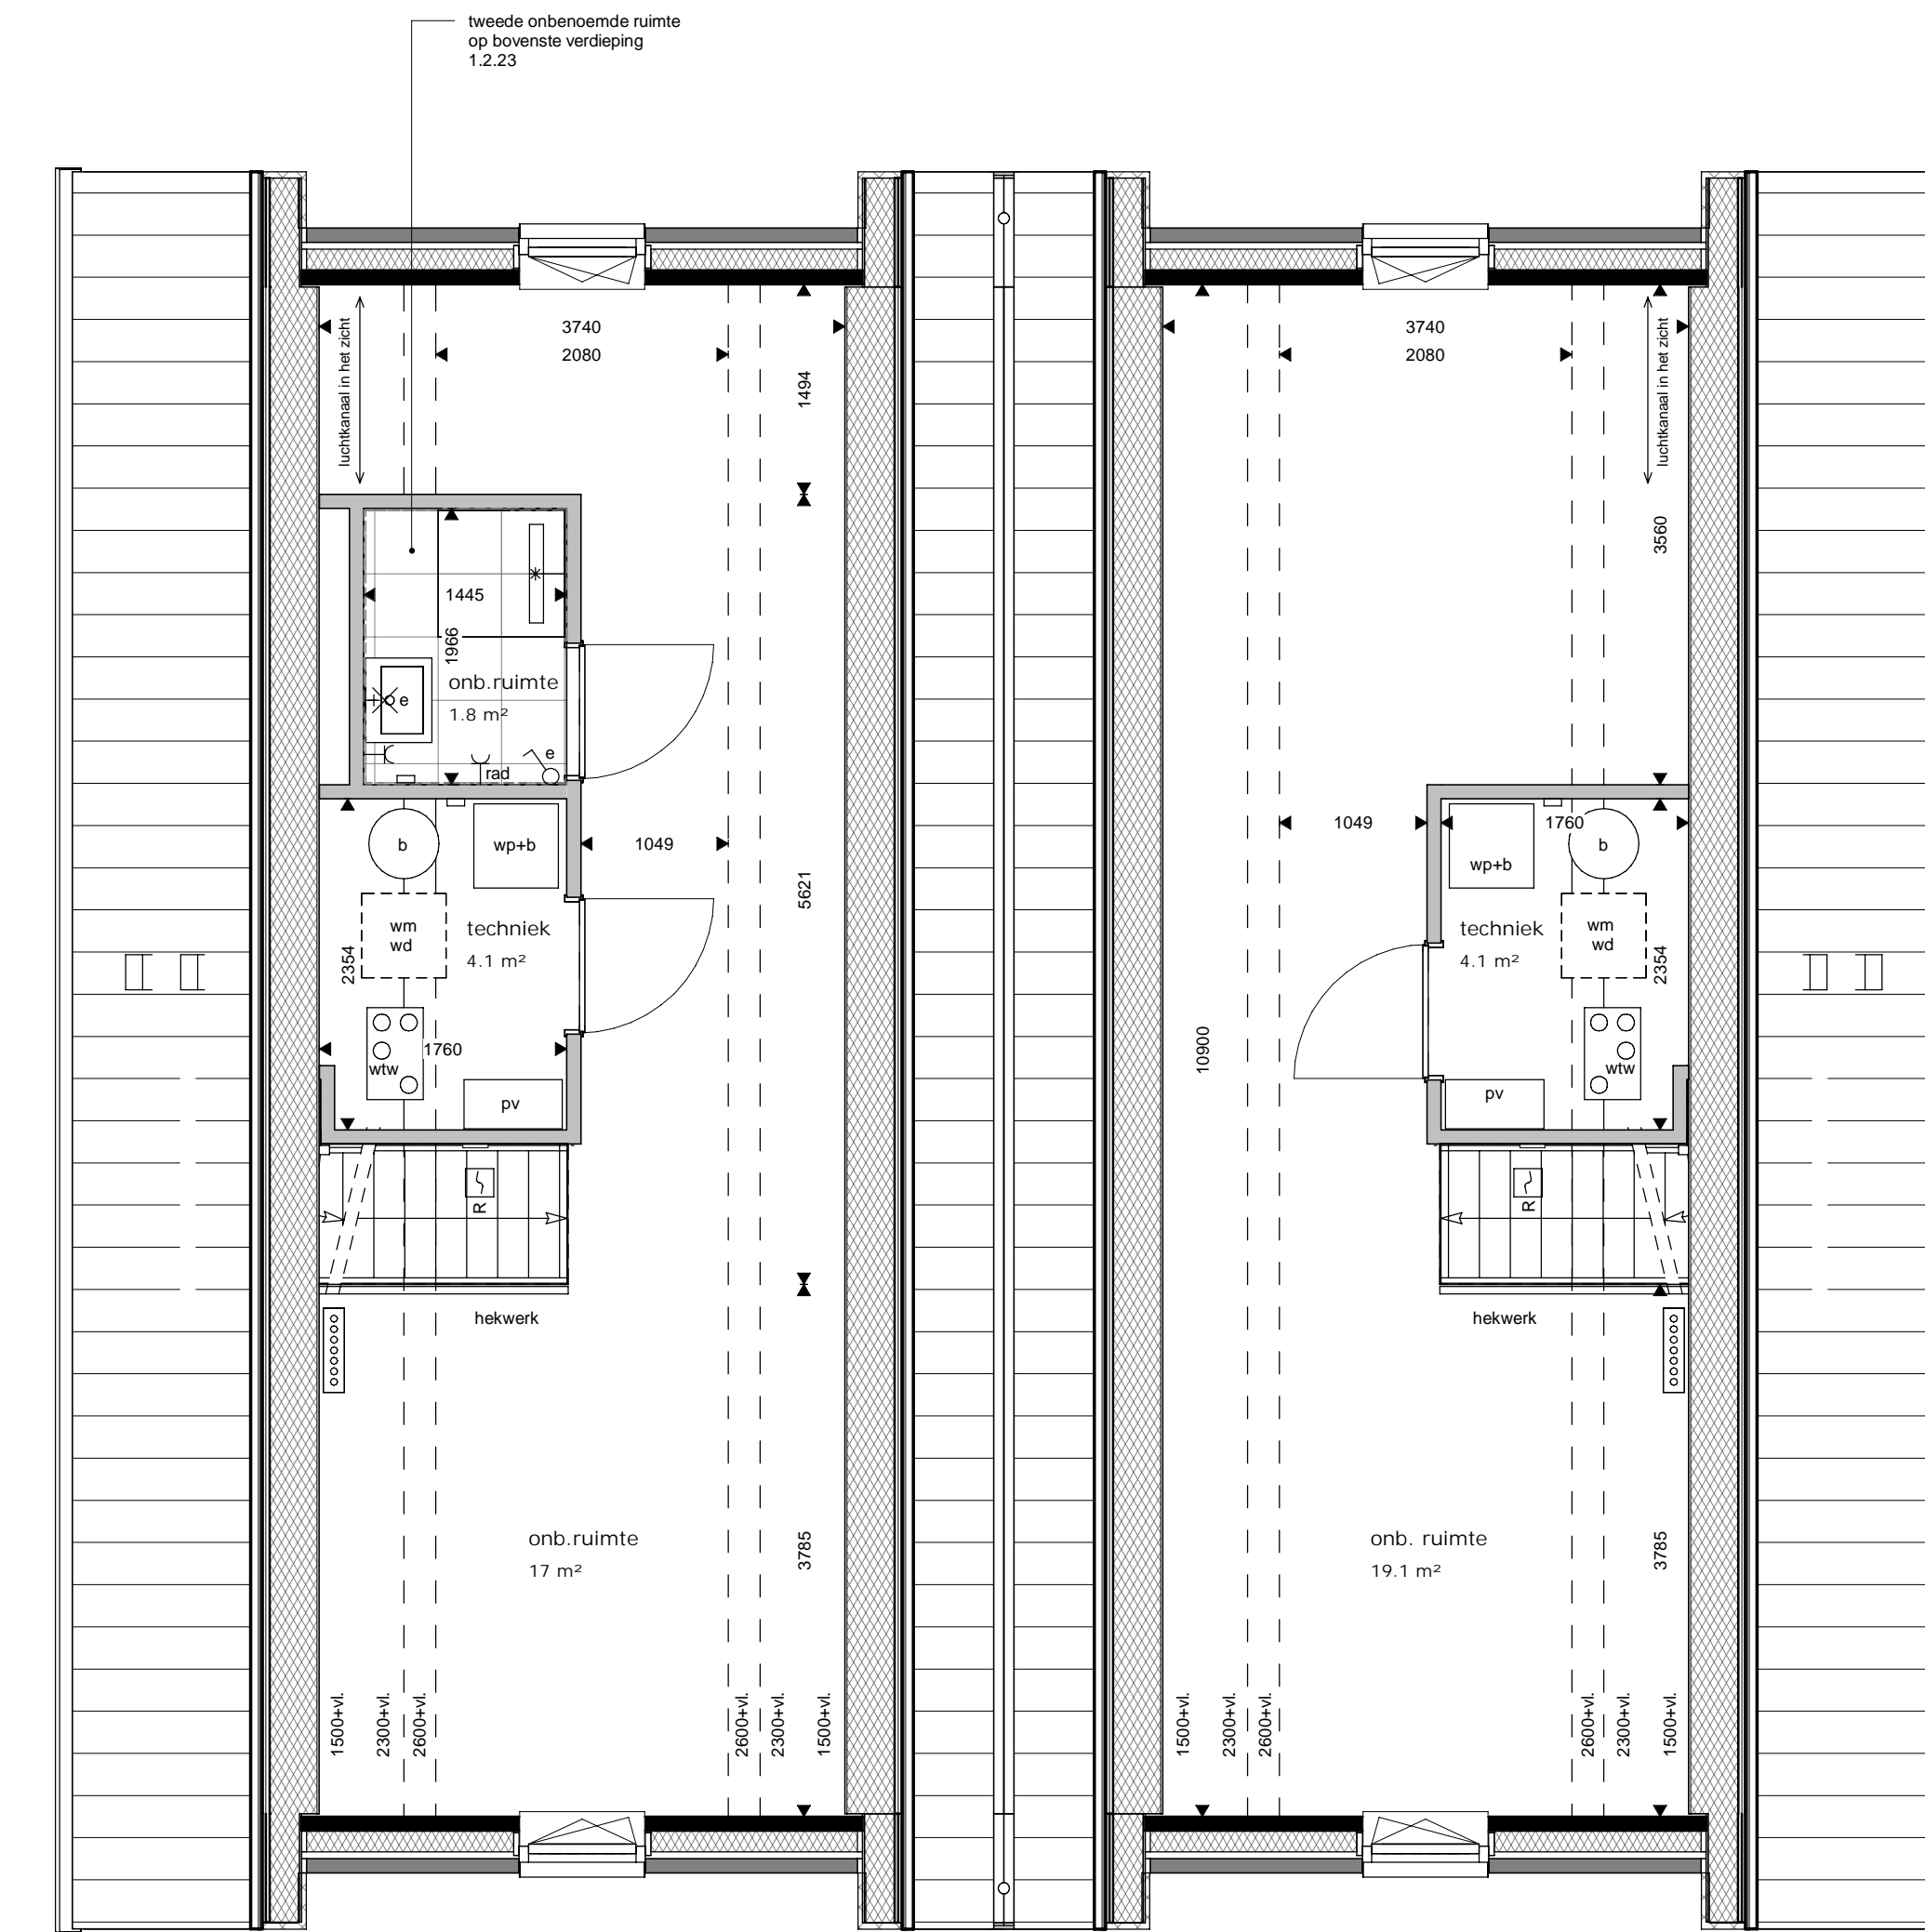 tweede onbenoemde ruimte
op bovenste verdieping
1.2.23
3740
2080
luchtkanaal in het zicht
1494
1445
1966
onb.ruimte
1.8 m²
e
e
rad
b
wp+b
1049
5621
wm
wd
techniek
4.1 m²
2354
1760
wtw
pv
R
hekwerk
onb.ruimte
17 m²
3785
1500+vl.
2300+vl.
2600+vl.
2600+vl.
2300+vl.
1500+vl.
3740
2080
luchtkanaal in het zicht
3560
1049
1760
wp+b
b
techniek
4.1 m²
wm
wd
2354
10900
wtw
pv
R
hekwerk
onb. ruimte
19.1 m²
3785
1500+vl.
2300+vl.
2600+vl.
2600+vl.
2300+vl.
1500+vl.